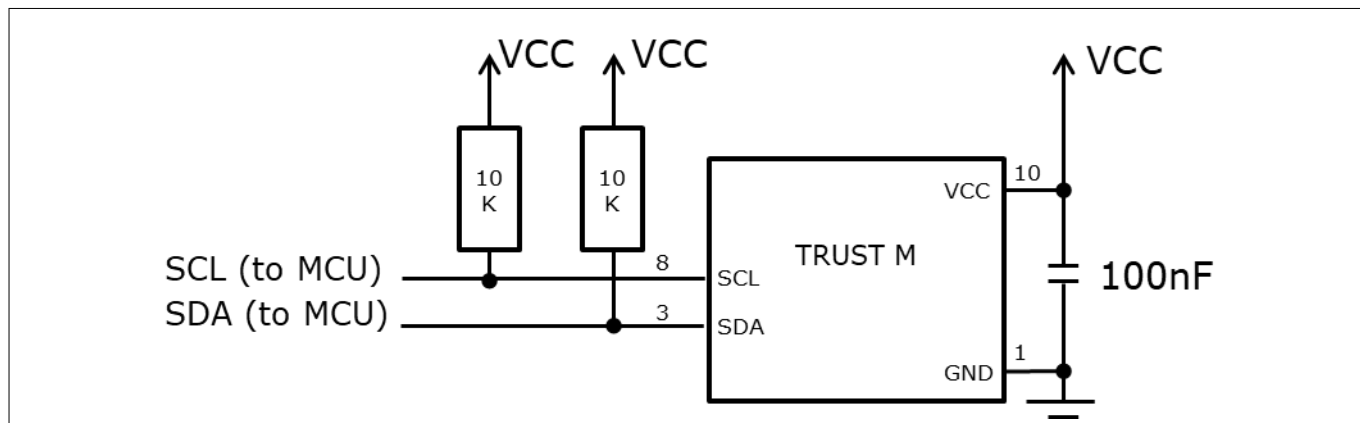 VCC
VCC
VCC
10
K
10
K
10
VCC
TRUST M
SCL (to MCU)
8
SCL
100nF
SDA (to MCU)
3
SDA
1
GND